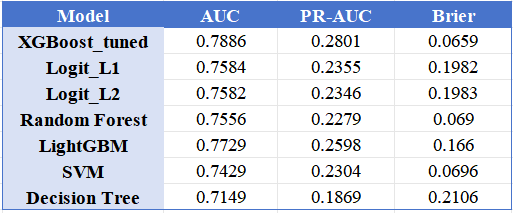 Model AUC PR-AUC Brier
XGBoost_tuned 0.7886 0.2801 0.0659
Logit_L1 0.7584 0.2355 0.1982
Logit_L2 0.7582 0.2346 0.1983
Random Forest 0.7556 0.2279 0.069
LightGBM 0.7729 0.2598 0.166
SVM 0.7429 0.2304 0.0696
Decision Tree 0.7149 0.1869 0.2106